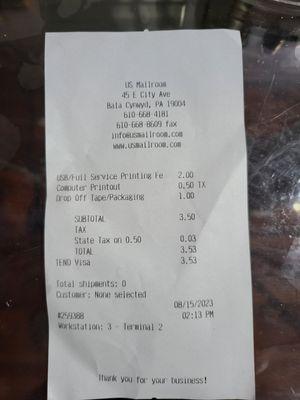 US Mailroom
45 E City Ave
Bala Cynwyd, PA 19004
610-668-4181
610-668-8609 fax
info@usmailroom.com
www.usmailroom.com
USB/Full Service Printing Fe 2.00
Computer Printout 0.50 TX
Drop Off Tape/Packaging 1.00
SUBTOTAL 3.50
TAX
State Tax on 0.50 0.03
TOTAL 3.53
TEND Visa 3.53
Total shipments: 0
Customer: None selected
08/15/2023
#259388 02:13 PM
Workstation: 3 - Terminal 2
Thank you for your business!